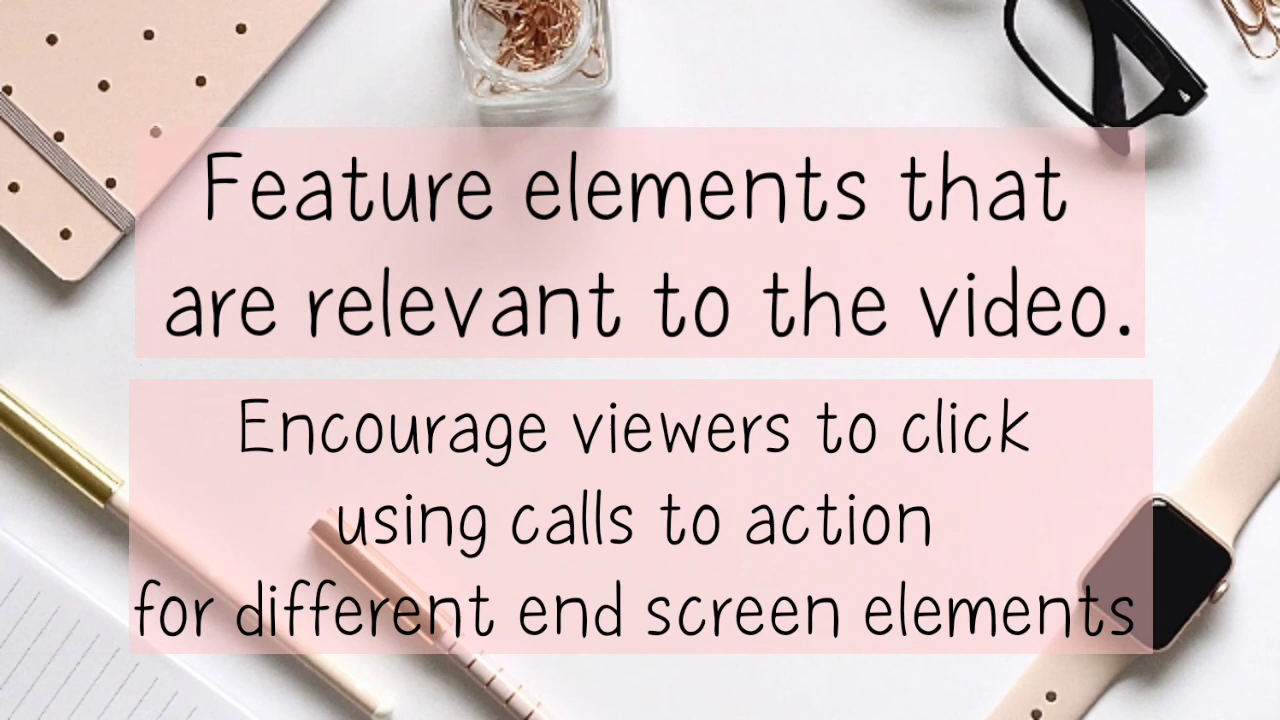 Feature elements that
are relevant to the video.
Encourage viewers to click
using calls to action
for different end screen elements